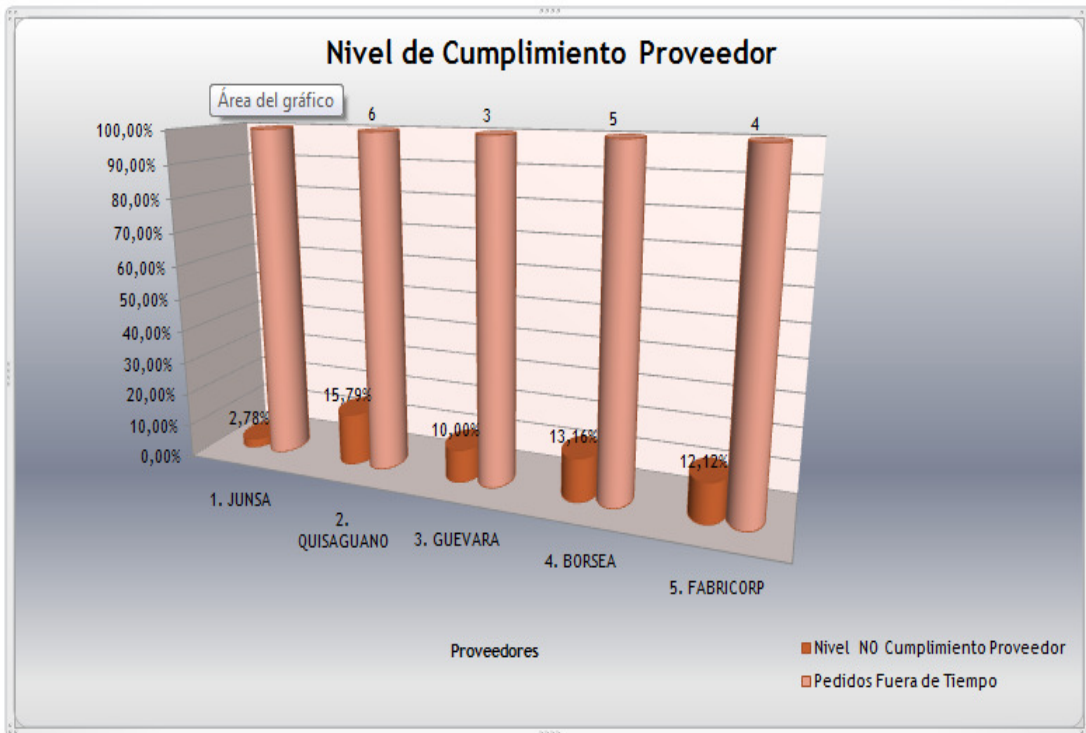 Nivel de Cumplimiento Proveedor
Área del gráfico
6
3
5
4
100,00%
90,00%
80,00%
70,00%
60,00%
50,00%
40,00%
30,00%
20,00%
10,00%
0,00%
2,78%
15,79%
10,00%
13,16%
12,12%
1. JUNSA
2.
QUISAGUANO
3. GUEVARA
4. BORSEA
5. FABRICORP
Proveedores
Nivel NO Cumplimiento Proveedor
Pedidos Fuera de Tiempo